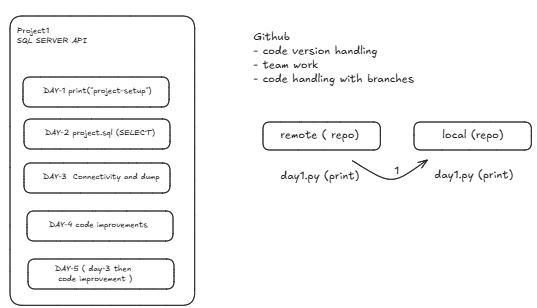 Project1
SQL SERVER API
DAY-1 print("project-setup")
DAY-2 project.sql (SELECT)
DAY-3 Connectivity and dump
DAY-4 code improvements
DAY-5 ( day-3 then
code improvement )
Github
- code version handling
- team work
- code handling with branches
remote ( repo)
local (repo)
day1.py (print)
1
day1.py (print)